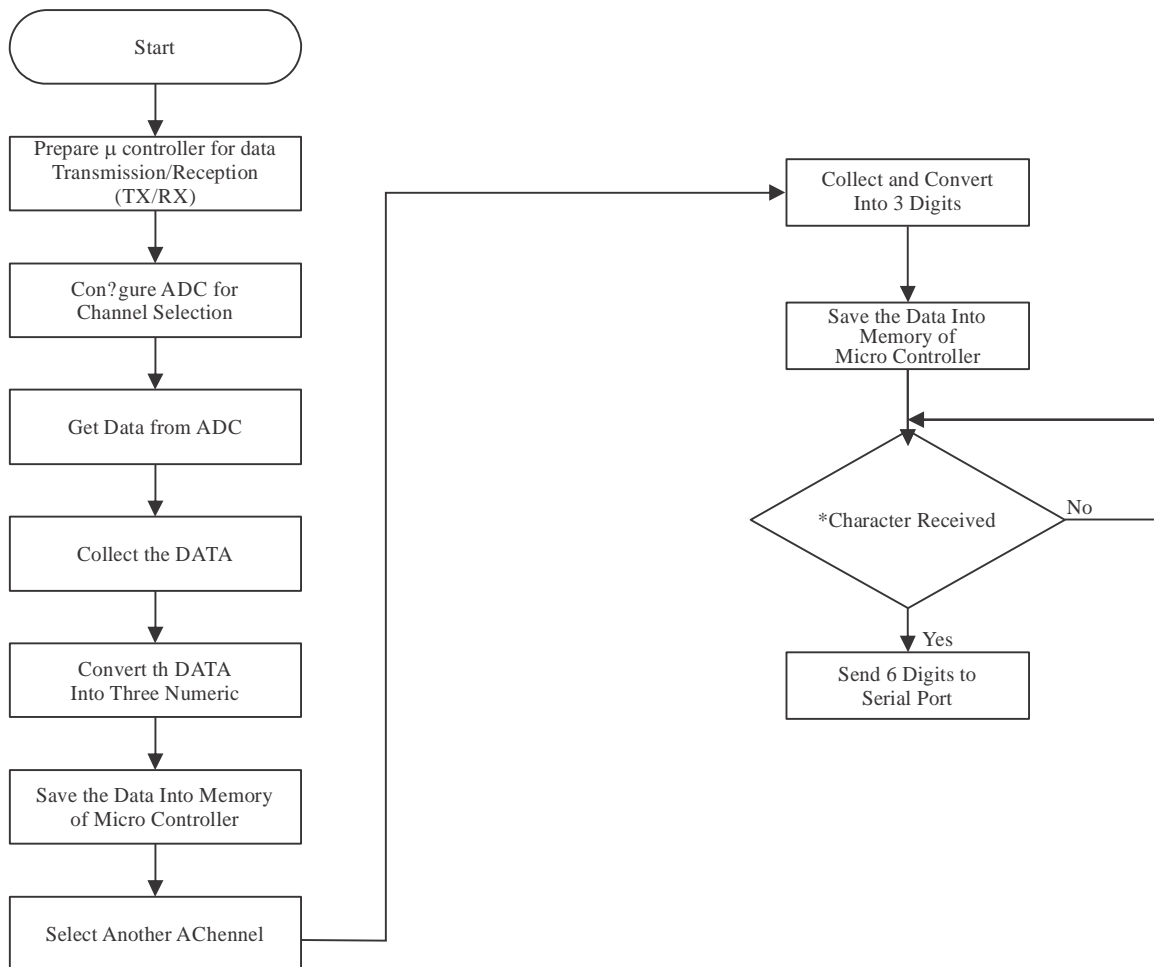 Start
Prepare μ controller for data
Transmission/Reception
(TX/RX)
Con?gure ADC for
Channel Selection
Get Data from ADC
Collect the DATA
Convert th DATA
Into Three Numeric
Save the Data Into Memory
of Micro Controller
Select Another AChennel
Collect and Convert
Into 3 Digits
Save the Data Into
Memory of
Micro Controller
*Character Received
No
Yes
Send 6 Digits to
Serial Port